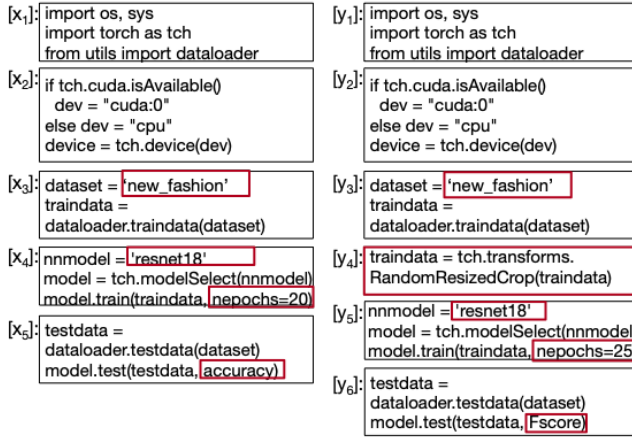 [x1]: import os, sys
import torch as tch
from utils import dataloader
[x2]: if tch.cuda.isAvailable()
dev = "cuda:0"
else dev = "cpu"
device = tch.device(dev)
[x3]: dataset = ‘new_fashion’
traindata =
dataloader.traindata(dataset)
[x4]: nnmodel = 'resnet18'
model = tch.modelSelect(nnmodel)
model.train(traindata, nepochs=20)
[x5]: testdata =
dataloader.testdata(dataset)
model.test(testdata, accuracy)
[y1]: import os, sys
import torch as tch
from utils import dataloader
[y2]: if tch.cuda.isAvailable()
dev = "cuda:0"
else dev = "cpu"
device = tch.device(dev)
[y3]: dataset = ‘new_fashion’
traindata =
dataloader.traindata(dataset)
[y4]: traindata = tch.transforms.
RandomResizedCrop(traindata)
[y5]: nnmodel = 'resnet18'
model = tch.modelSelect(nnmodel
model.train(traindata, nepochs=25
[y6]: testdata =
dataloader.testdata(dataset)
model.test(testdata, Fscore)